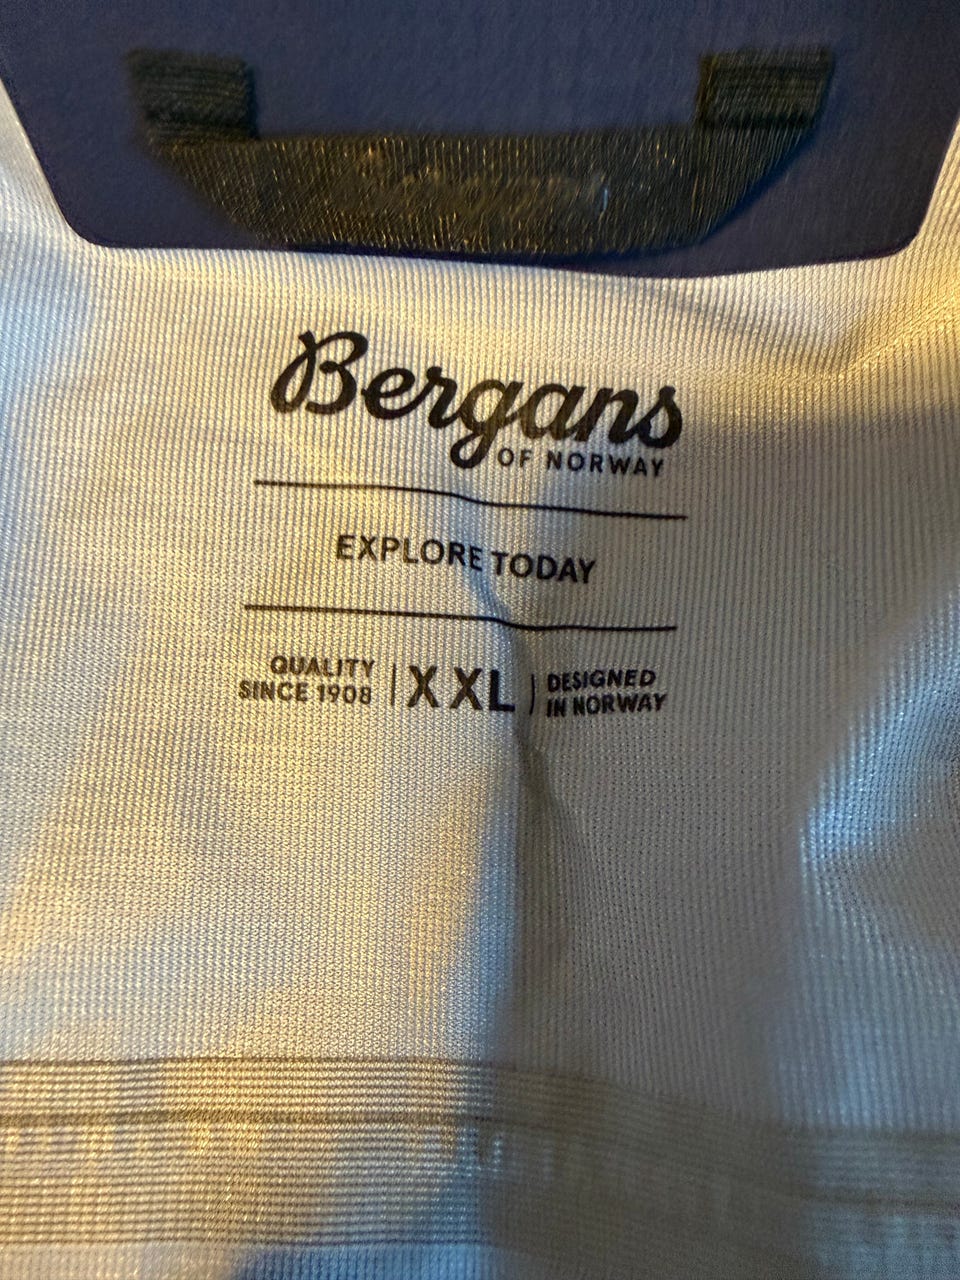 Bergans
OF NORWAY
EXPLORE TODAY
QUALITY
SINCE 1908
XXL
DESIGNED
IN NORWAY